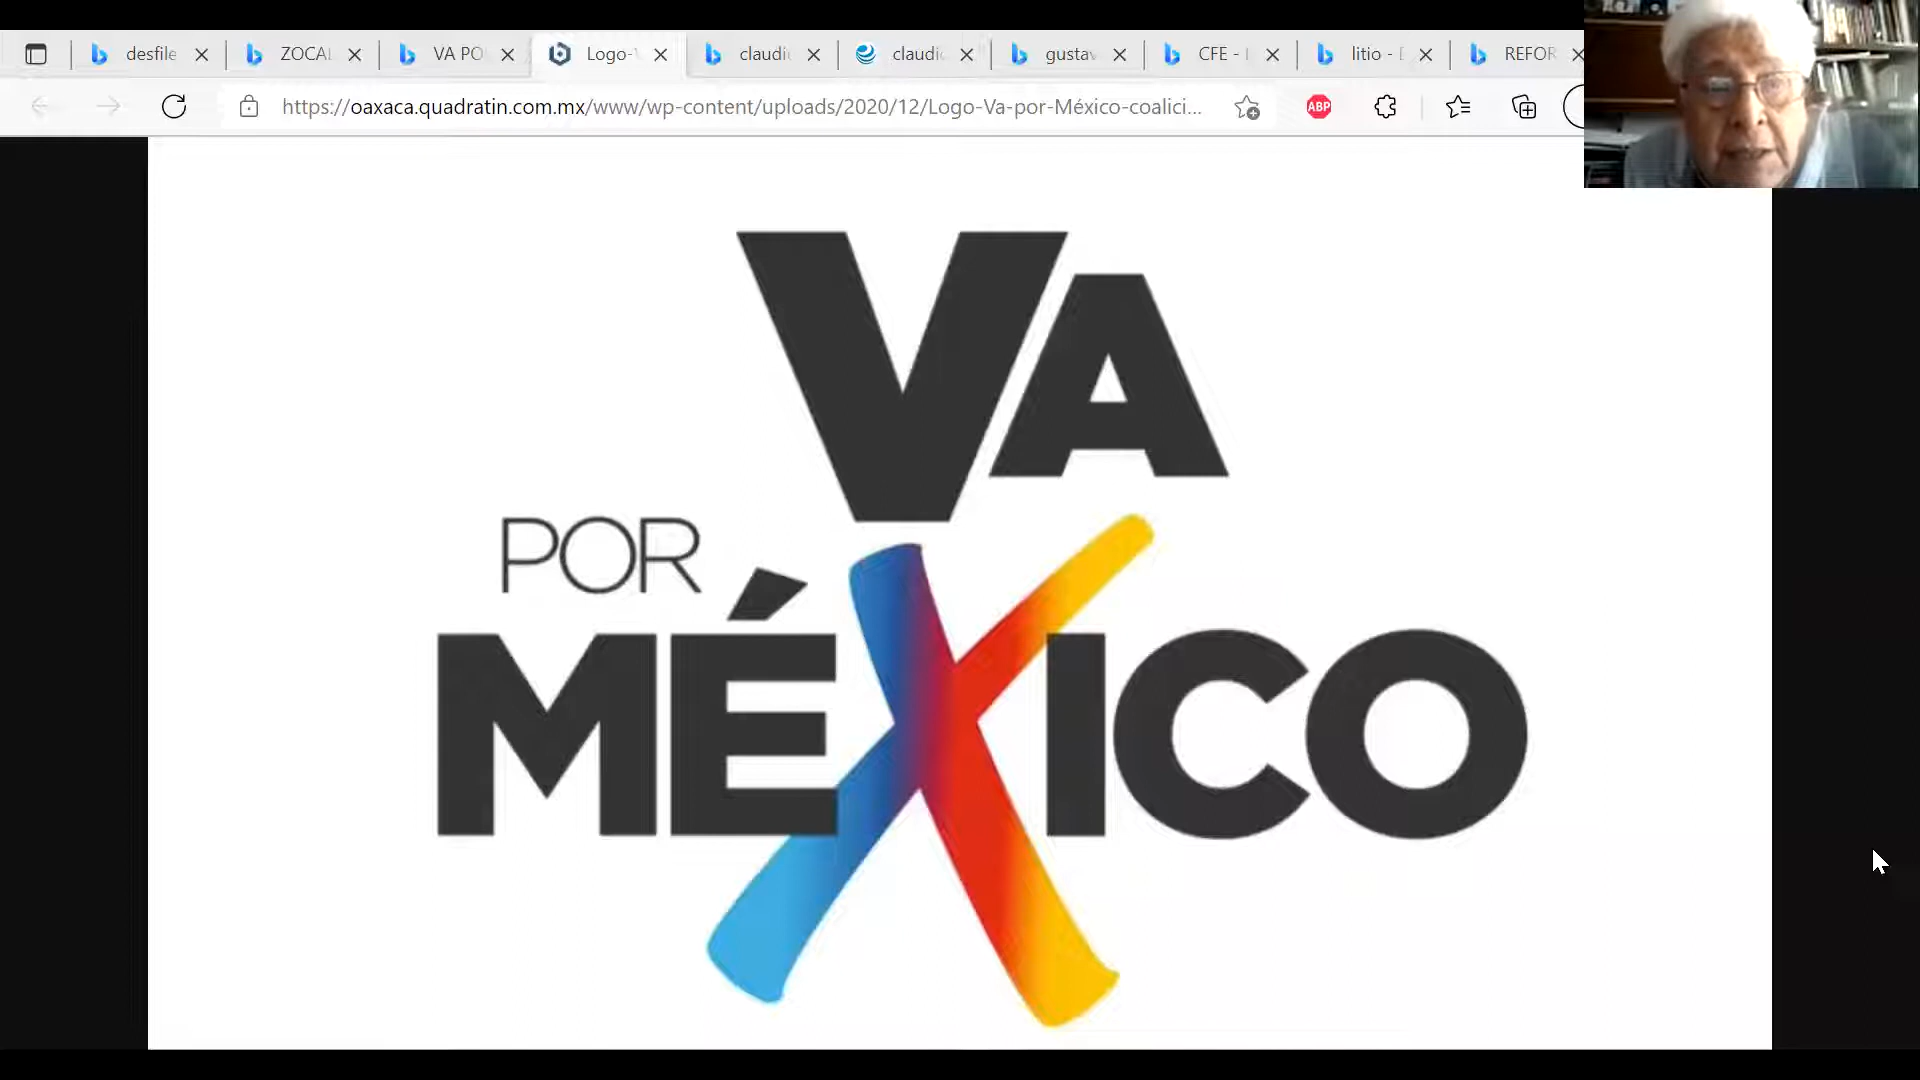 desfile
ZOCAL
VA PO
Logo-V
claudi
claudi
gustav
CFE - I
litio - 
REFOR
https://oaxaca.quadratin.com.mx/www/wp-content/uploads/2020/12/Logo-Va-por-México-coalici...
ABP
VA
POR
MÉXICO